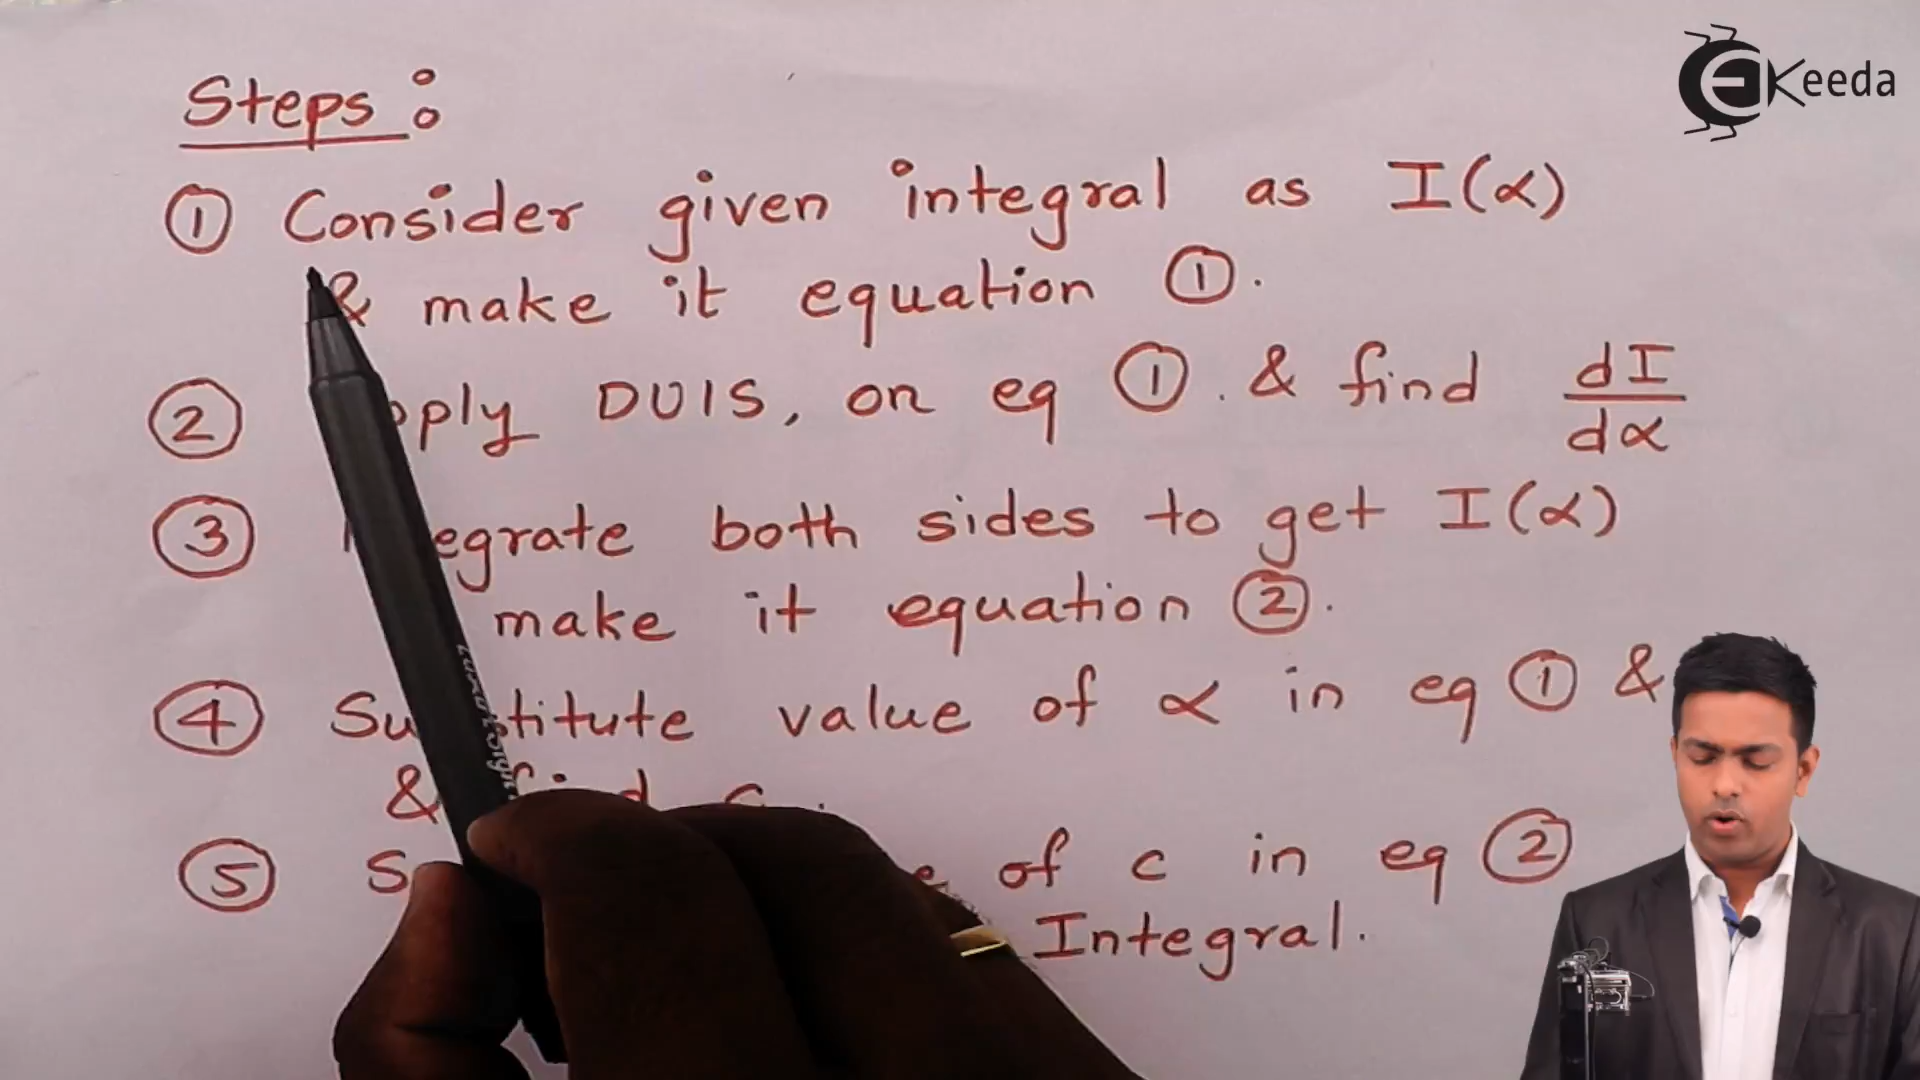 Steps :
EKeeda
① Consider given integral as I(α)
& make it equation ①.
② pply DUIS, on eq ①. & find dI/dα
③ egrate both sides to get I(α)
make it equation ②.
④ Su titute value of α in eq ① &
&
⑤ of c in eq ②
Integral.